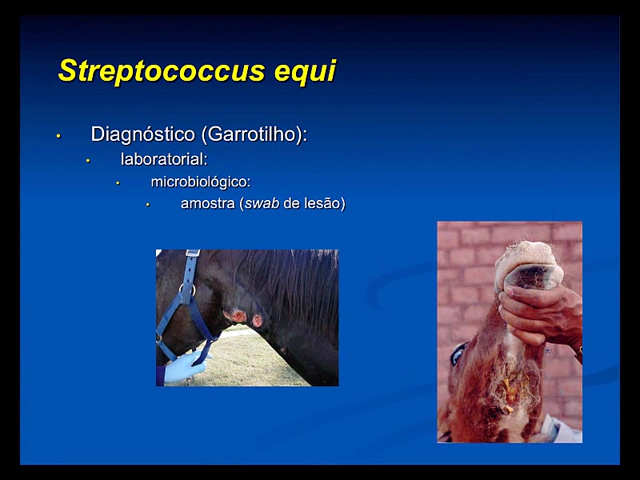 Streptococcus equi
Diagnóstico (Garrotilho):
laboratorial:
microbiológico:
amostra (swab de lesão)